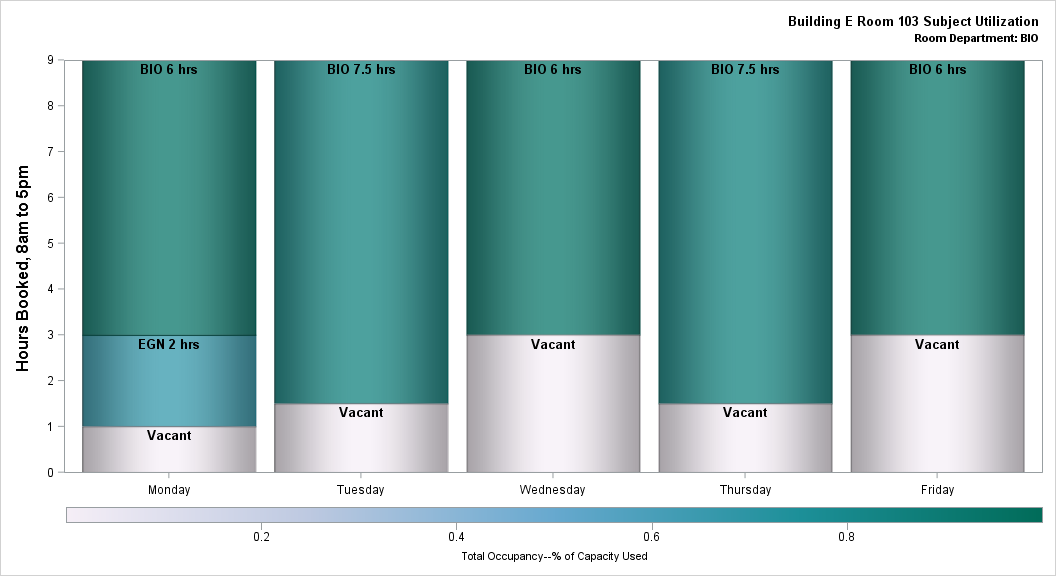 Building E Room 103 Subject Utilization
Room Department: BIO
Hours Booked, 8am to 5pm
9
8
7
6
5
4
3
2
1
0
BIO 6 hrs
EGN 2 hrs
Vacant
BIO 7.5 hrs
Vacant
BIO 6 hrs
Vacant
BIO 7.5 hrs
Vacant
BIO 6 hrs
Vacant
Monday Tuesday Wednesday Thursday Friday
0.2 0.4 0.6 0.8
Total Occupancy--% of Capacity Used